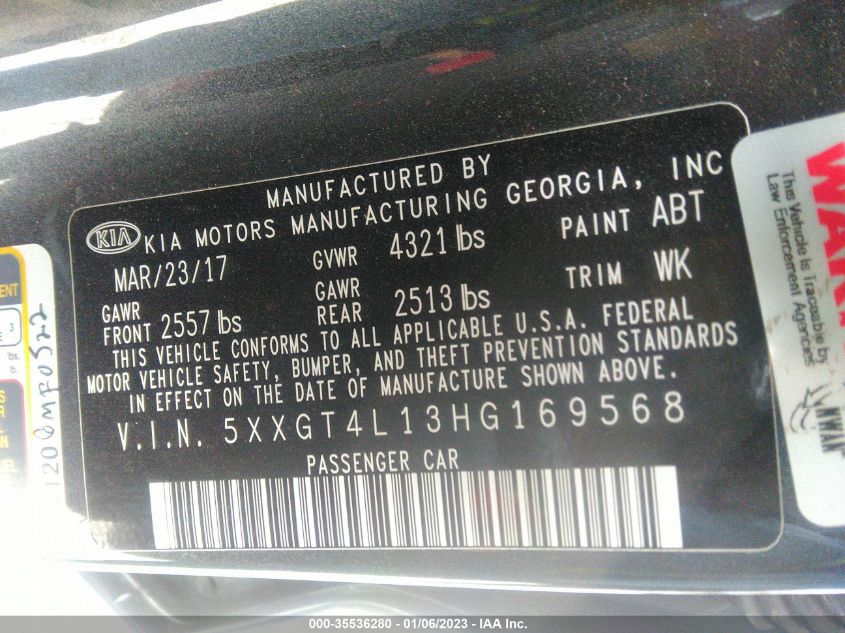 MANUFACTURED BY
KIA KIA MOTORS MANUFACTURING GEORGIA, INC
MAR/23/17 GVWR 4321 lbs PAINT ABT
GAWR FRONT 2557 lbs GAWR REAR 2513 lbs TRIM WK
THIS VEHICLE CONFORMS TO ALL APPLICABLE U.S.A. FEDERAL
MOTOR VEHICLE SAFETY, BUMPER, AND THEFT PREVENTION STANDARDS
IN EFFECT ON THE DATE OF MANUFACTURE SHOWN ABOVE.
V.I.N. 5XXGT4L13HG169568
PASSENGER CAR
This Vehicle is Traceable by
Law Enforcement Agencies
000-35536280 - 01/06/2023 - IAA Inc.